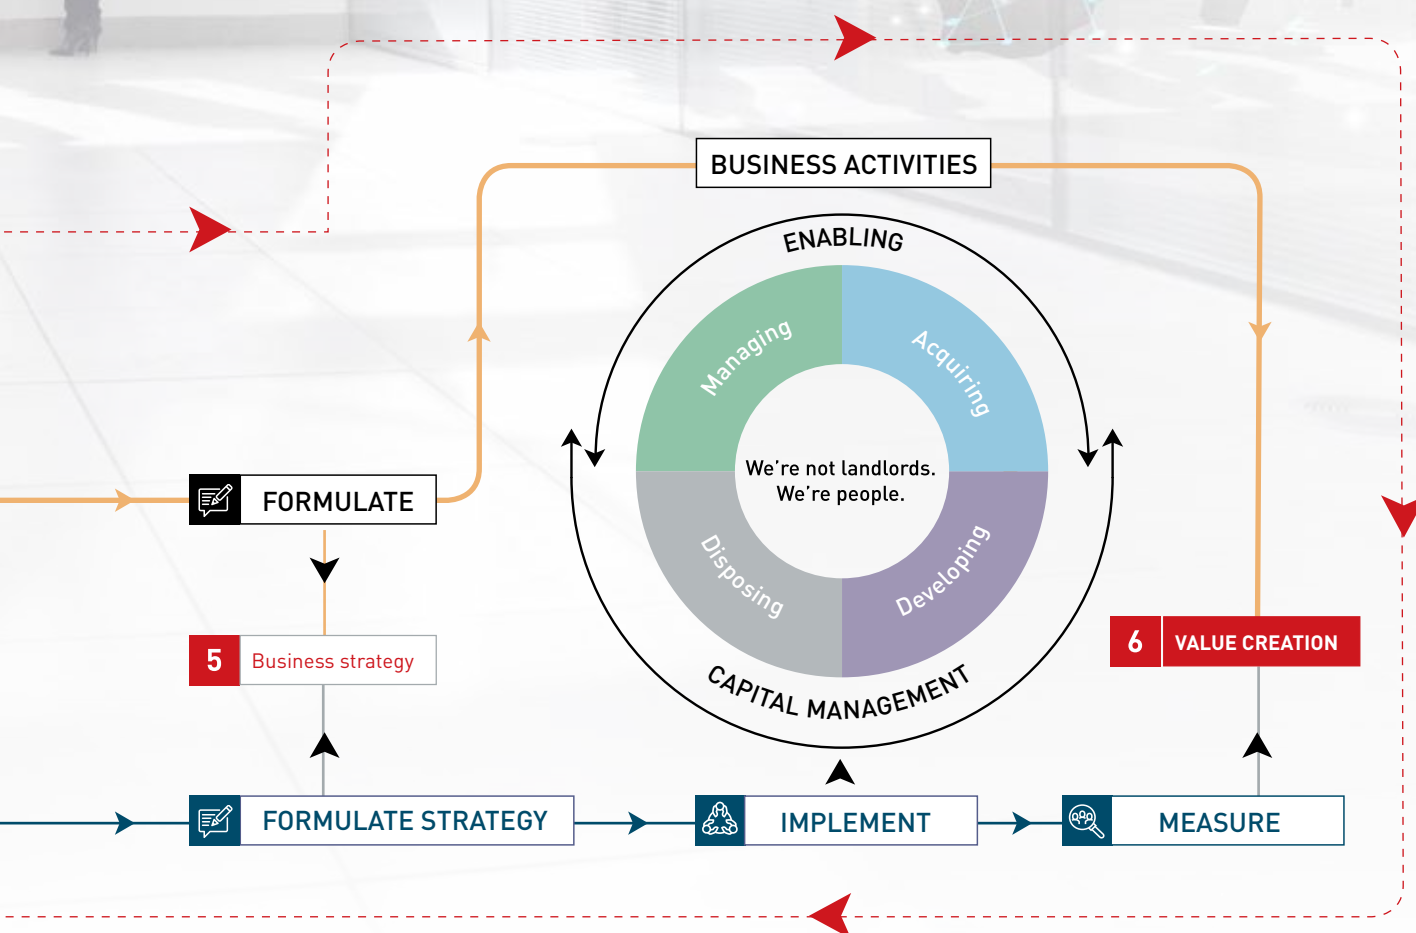 BUSINESS ACTIVITIES
ENABLING
Managing
Acquiring
We're not landlords.
We're people.
Disposing
Developing
CAPITAL MANAGEMENT
FORMULATE
5 Business strategy
6 VALUE CREATION
FORMULATE STRATEGY
IMPLEMENT
MEASURE